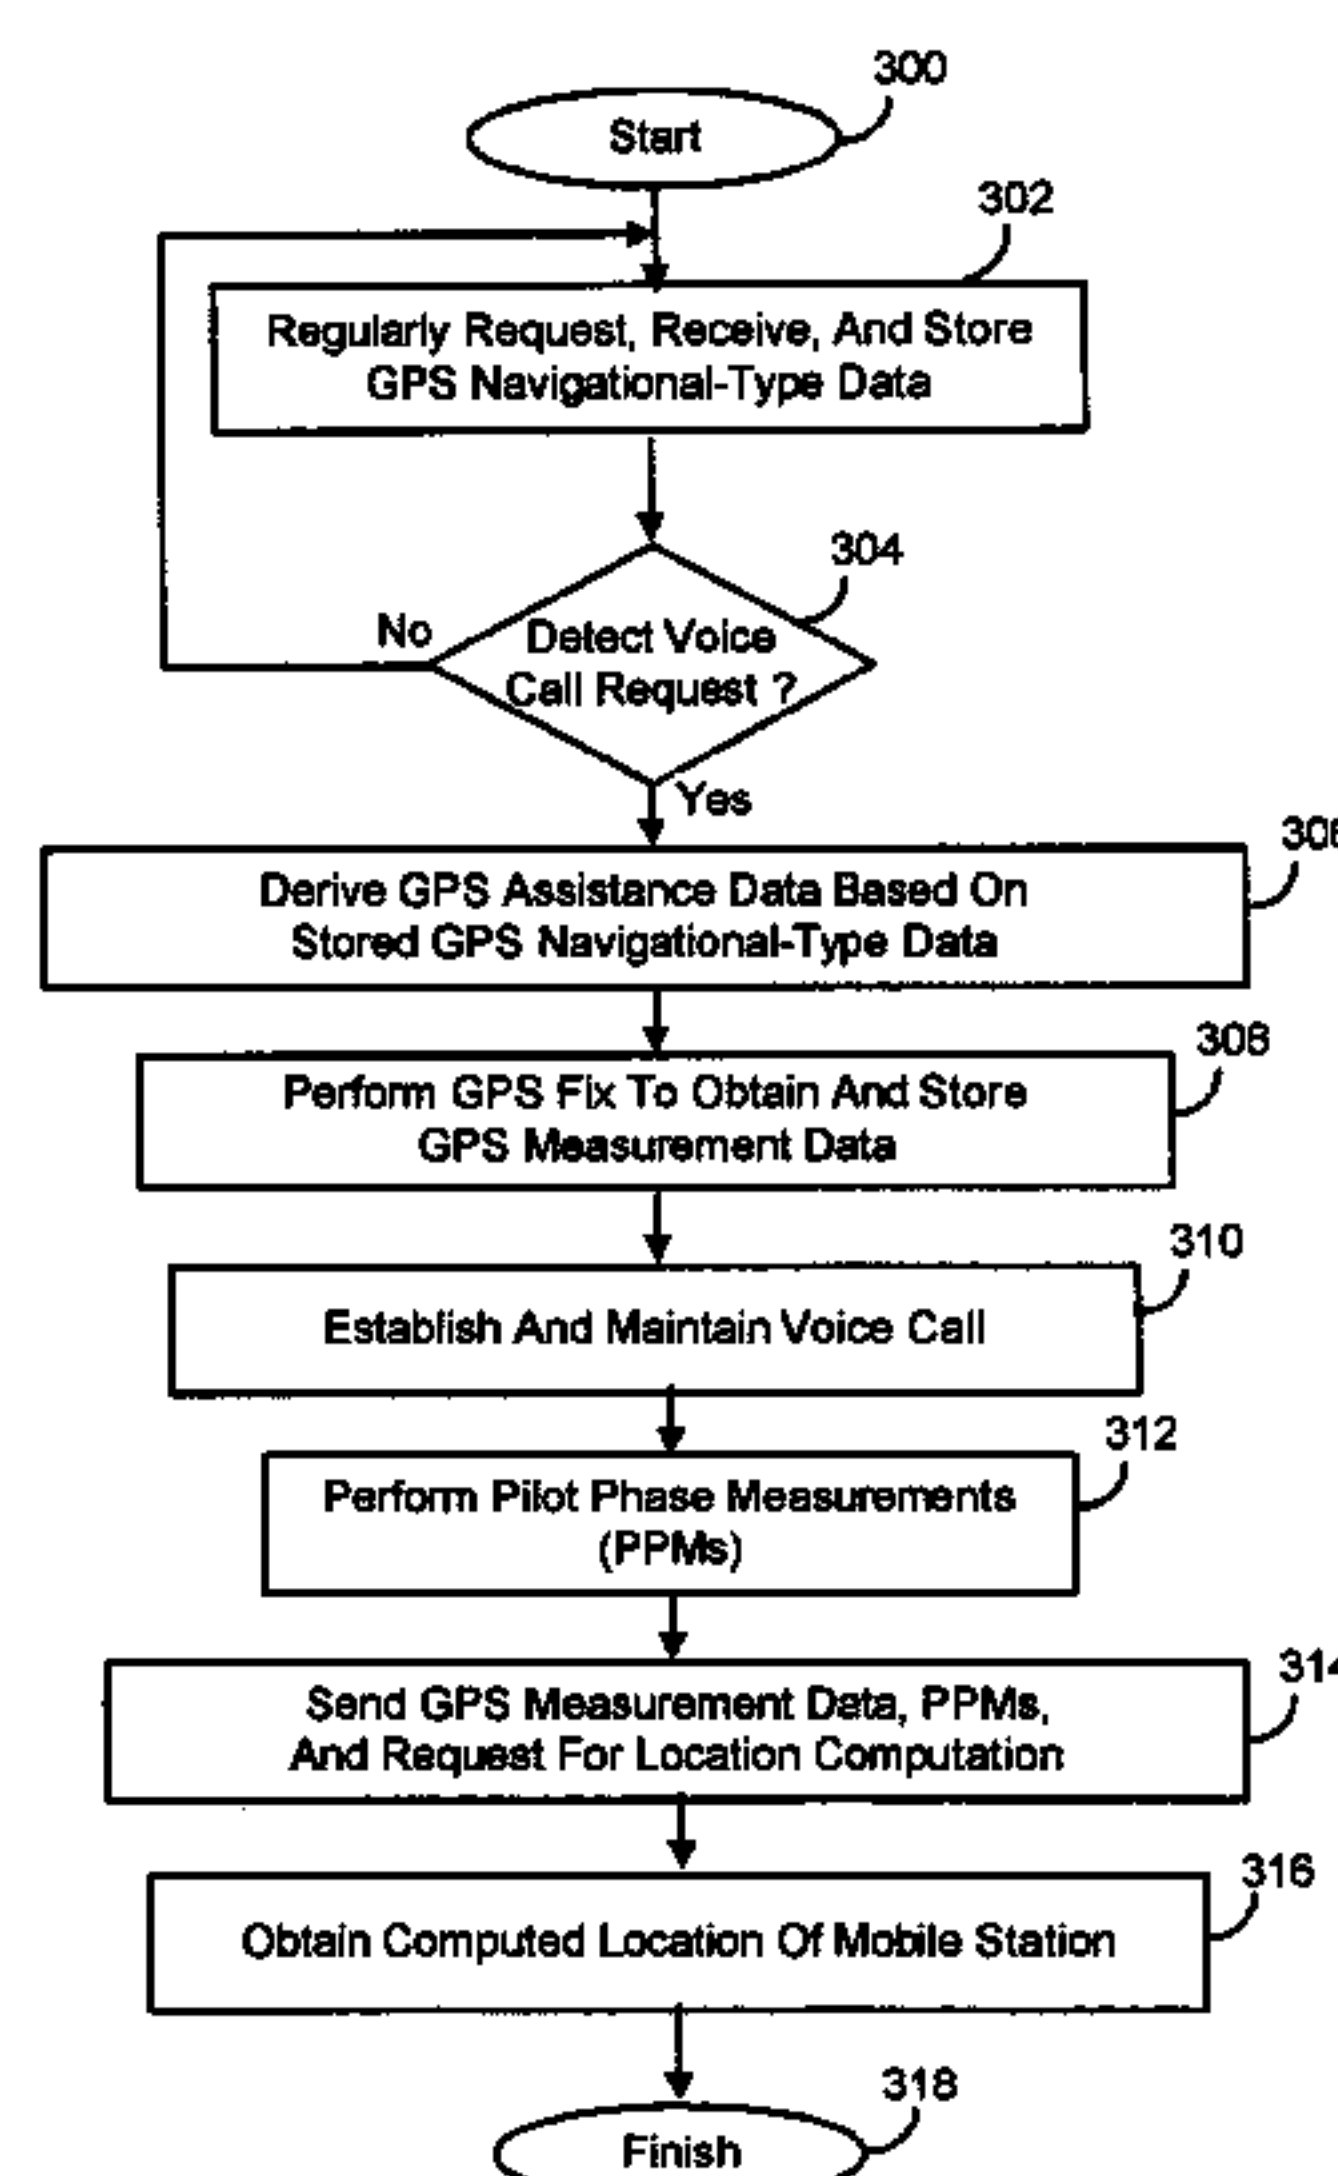 300
Start
302
Regularly Request, Receive, And Store
GPS Navigational-Type Data
304
No
Detect Voice
Call Request ?
Yes
Derive GPS Assistance Data Based On
Stored GPS Navigational-Type Data
308
Perform GPS Fix To Obtain And Store
GPS Measurement Data
310
Establish And Maintain Voice Call
312
Perform Pilot Phase Measurements
(PPMs)
314
Send GPS Measurement Data, PPMs,
And Request For Location Computation
316
Obtain Computed Location Of Mobile Station
318
Finish